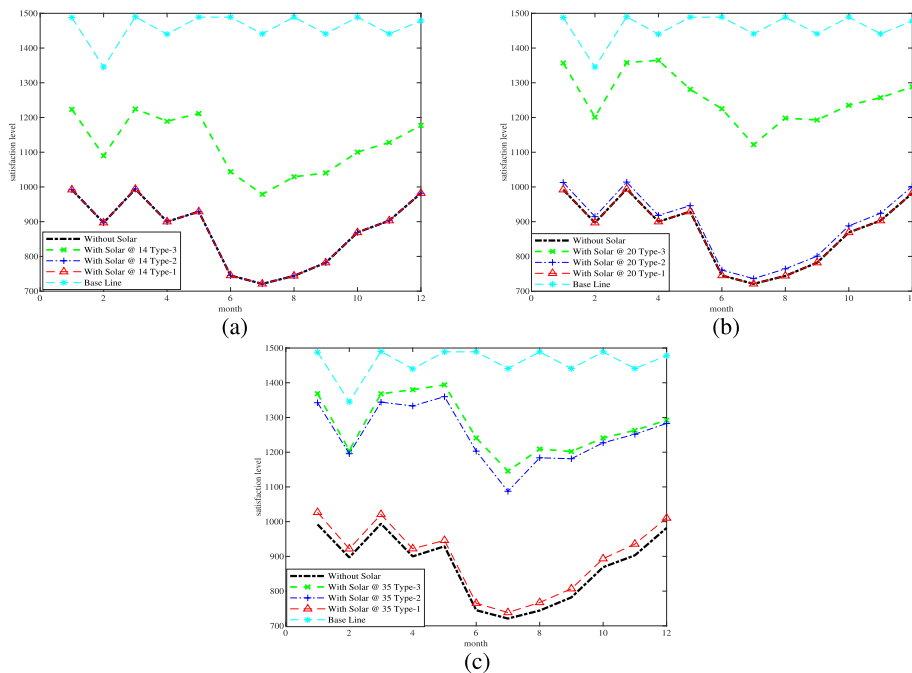 1500
1400
1300
1200
1100
1000
900
800
700
satisfaction level
Without Solar
With Solar @ 14 Type-3
With Solar @ 14 Type-2
With Solar @ 14 Type-1
Base Line
0 2 4 6 8 10 12
month
(a)
1500
1400
1300
1200
1100
1000
900
800
700
satisfaction level
Without Solar
With Solar @ 20 Type-3
With Solar @ 20 Type-2
With Solar @ 20 Type-1
Base Line
0 2 4 6 8 10 12
month
(b)
1500
1400
1300
1200
1100
1000
900
800
700
satisfaction level
Without Solar
With Solar @ 35 Type-3
With Solar @ 35 Type-2
With Solar @ 35 Type-1
Base Line
0 2 4 6 8 10 12
month
(c)